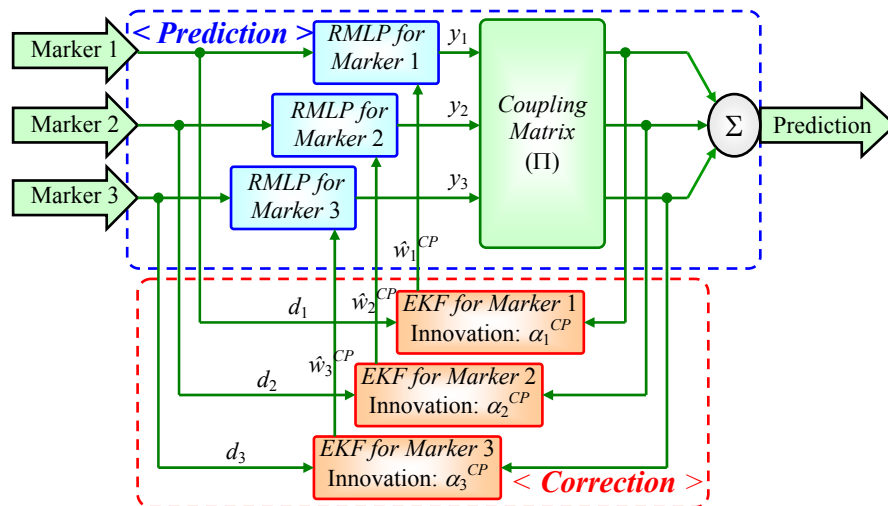 Marker 1
< Prediction >
RMLP for
Marker 1
y₁
Marker 2
RMLP for
Marker 2
y₂
Coupling
Matrix
(Π)
Σ
Prediction
Marker 3
RMLP for
Marker 3
y₃
ŵ₁ᶜᴾ
EKF for Marker 1
Innovation: α₁ᶜᴾ
d₁
ŵ₂ᶜᴾ
EKF for Marker 2
Innovation: α₂ᶜᴾ
d₂
ŵ₃ᶜᴾ
EKF for Marker 3
Innovation: α₃ᶜᴾ
d₃
< Correction >